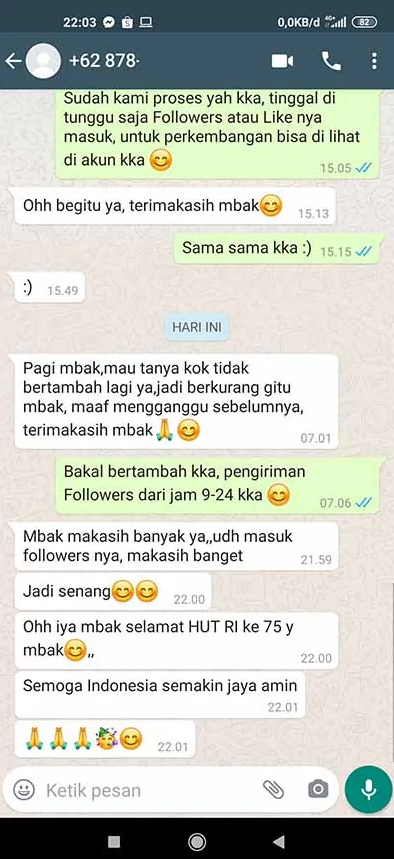 22:03
0,0KB/d 4G+ 82
+62 878-
Sudah kami proses yah kka, tinggal di
tunggu saja Followers atau Like nya
masuk, untuk perkembangan bisa di lihat
di akun kka 😊
15.05
Ohh begitu ya, terimakasih mbak😊
15.13
Sama sama kka :)
15.15
:)
15.49
HARI INI
Pagi mbak,mau tanya kok tidak
bertambah lagi ya,jadi berkurang gitu
mbak, maaf mengganggu sebelumnya,
terimakasih mbak🙏😊
07.01
Bakal bertambah kka, pengiriman
Followers dari jam 9-24 kka 😊
07.06
Mbak makasih banyak ya,,udh masuk
followers nya, makasih banget
21.59
Jadi senang😊😊
22.00
Ohh iya mbak selamat HUT RI ke 75 y
mbak😊,,
22.00
Semoga Indonesia semakin jaya amin
22.01
🙏🙏🙏🥳😊
22.01
Ketik pesan